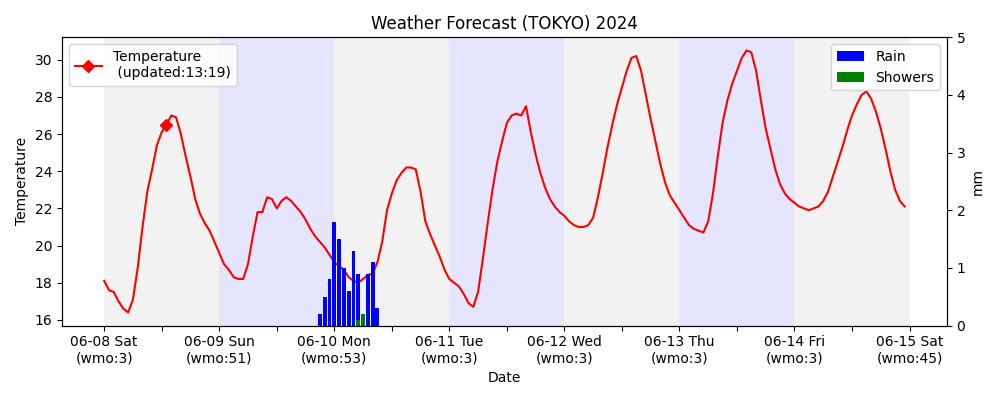 Weather Forecast (TOKYO) 2024
Temperature
(updated:13:19)
Rain
Showers
Temperature
30
28
26
24
22
20
18
16
5
4
3
2
1
0
mm
06-08 Sat
(wmo:3)
06-09 Sun
(wmo:51)
06-10 Mon
(wmo:53)
06-11 Tue
(wmo:3)
06-12 Wed
(wmo:3)
06-13 Thu
(wmo:3)
06-14 Fri
(wmo:3)
06-15 Sat
(wmo:45)
Date